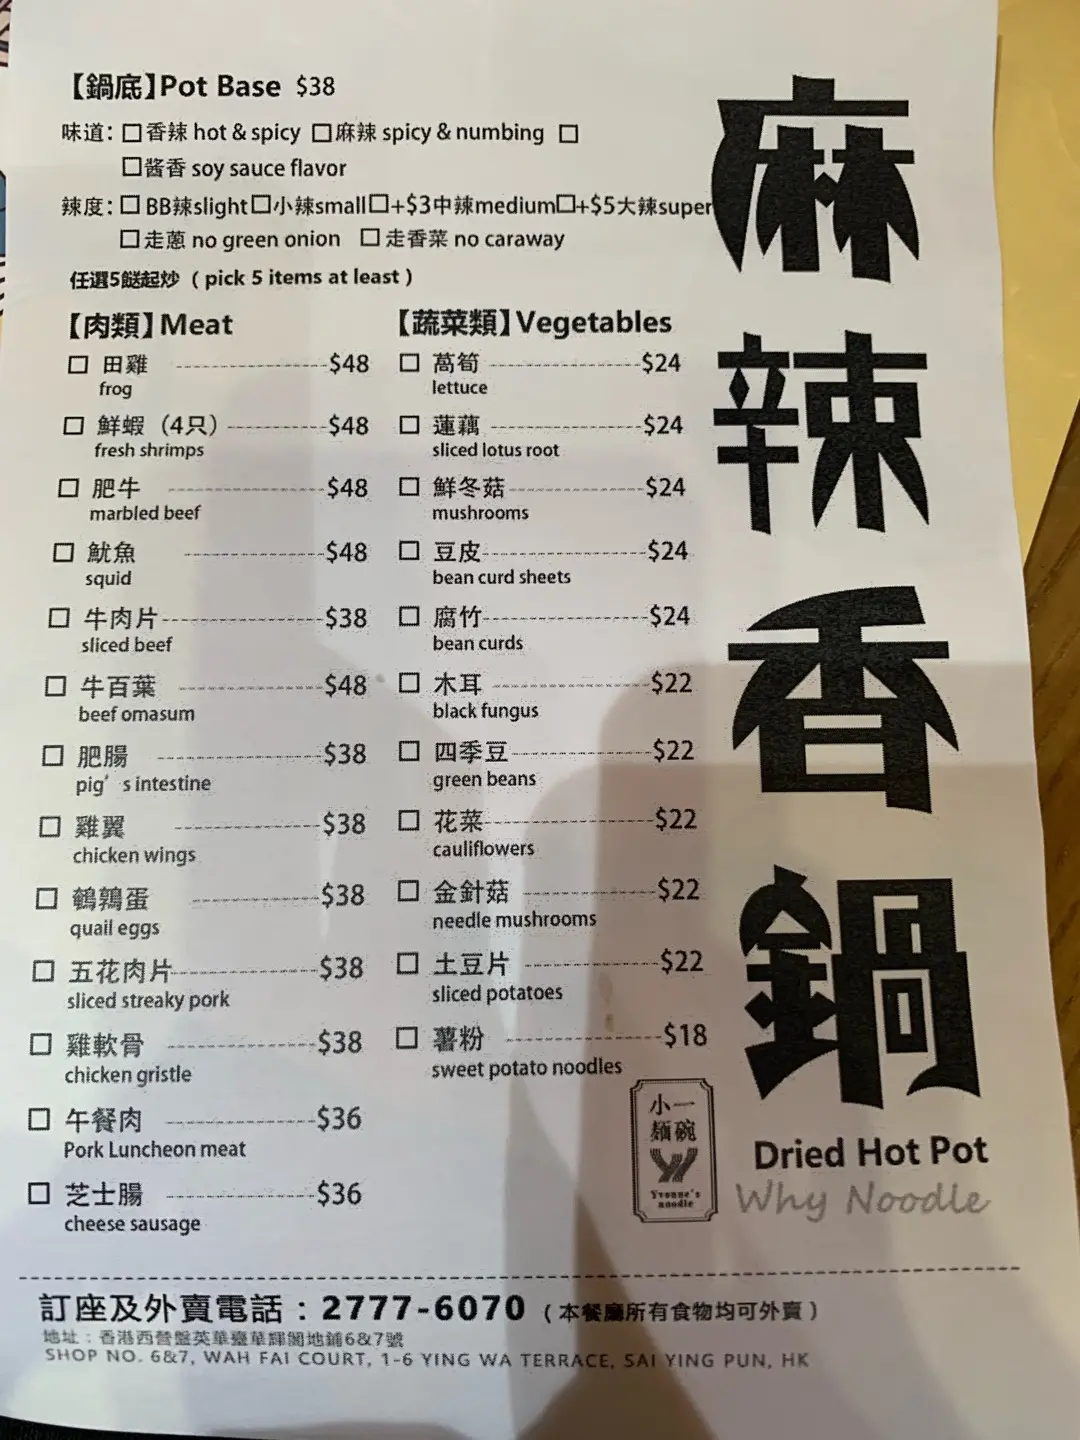 【鍋底】Pot Base $38
味道：□香辣 hot & spicy □麻辣 spicy & numbing □
□酱香 soy sauce flavor
辣度：□ BB辣slight□小辣small□+$3中辣medium□+$5大辣super
□走蔥 no green onion □走香菜 no caraway
任選5餸起炒（pick 5 items at least）
【肉類】Meat
□ 田雞 $48
frog
□ 鮮蝦（4只） $48
fresh shrimps
□ 肥牛 $48
marbled beef
□ 魷魚 $48
squid
□ 牛肉片 $38
sliced beef
□ 牛百葉 $48
beef omasum
□ 肥腸 $38
pig's intestine
□ 雞翼 $38
chicken wings
□ 鵪鶉蛋 $38
quail eggs
□ 五花肉片 $38
sliced streaky pork
□ 雞軟骨 $38
chicken gristle
□ 午餐肉 $36
Pork Luncheon meat
□ 芝士腸 $36
cheese sausage
【蔬菜類】Vegetables
□ 萵筍 $24
lettuce
□ 蓮藕 $24
sliced lotus root
□ 鮮冬菇 $24
mushrooms
□ 豆皮 $24
bean curd sheets
□ 腐竹 $24
bean curds
□ 木耳 $22
black fungus
□ 四季豆 $22
green beans
□ 花菜 $22
cauliflowers
□ 金針菇 $22
needle mushrooms
□ 土豆片 $22
sliced potatoes
□ 薯粉 $18
sweet potato noodles
麻辣香鍋
小一
麵碗
Yvonne's
noodle
Dried Hot Pot
Why Noodle
訂座及外賣電話：2777-6070（本餐廳所有食物均可外賣）
地址：香港西營盤英華臺華輝閣地鋪6&7號
SHOP NO. 6&7, WAH FAI COURT, 1-6 YING WA TERRACE, SAI YING PUN, HK